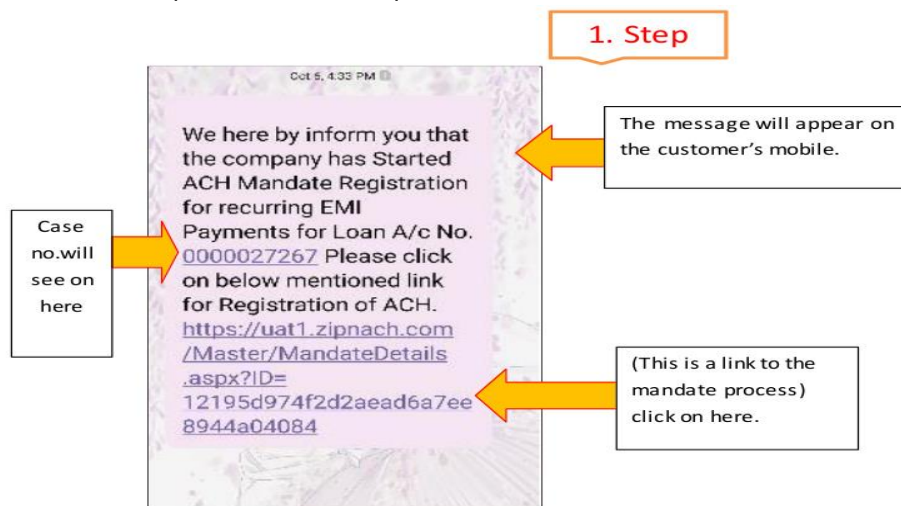 1. Step
Oct 5, 4:33 PM
We here by inform you that
the company has Started
ACH Mandate Registration
for recurring EMI
Payments for Loan A/c No.
0000027267 Please click
on below mentioned link
for Registration of ACH.
https://uat1.zipnach.com
/Master/MandateDetails
.aspx?ID=
12195d974f2d2aead6a7ee
8944a04084
The message will appear on
the customer's mobile.
Case
no.will
see on
here
(This is a link to the
mandate process)
click on here.